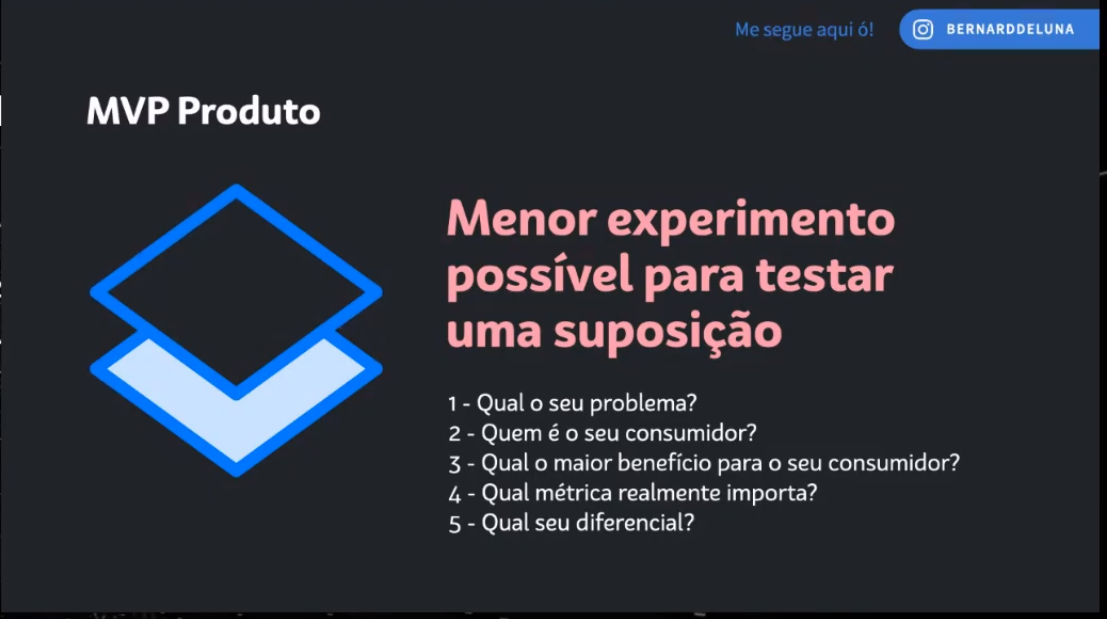 Me segue aqui ó!
BERNARDDELUNA
MVP Produto
Menor experimento
possível para testar
uma suposição
1 - Qual o seu problema?
2 - Quem é o seu consumidor?
3 - Qual o maior benefício para o seu consumidor?
4 - Qual métrica realmente importa?
5 - Qual seu diferencial?